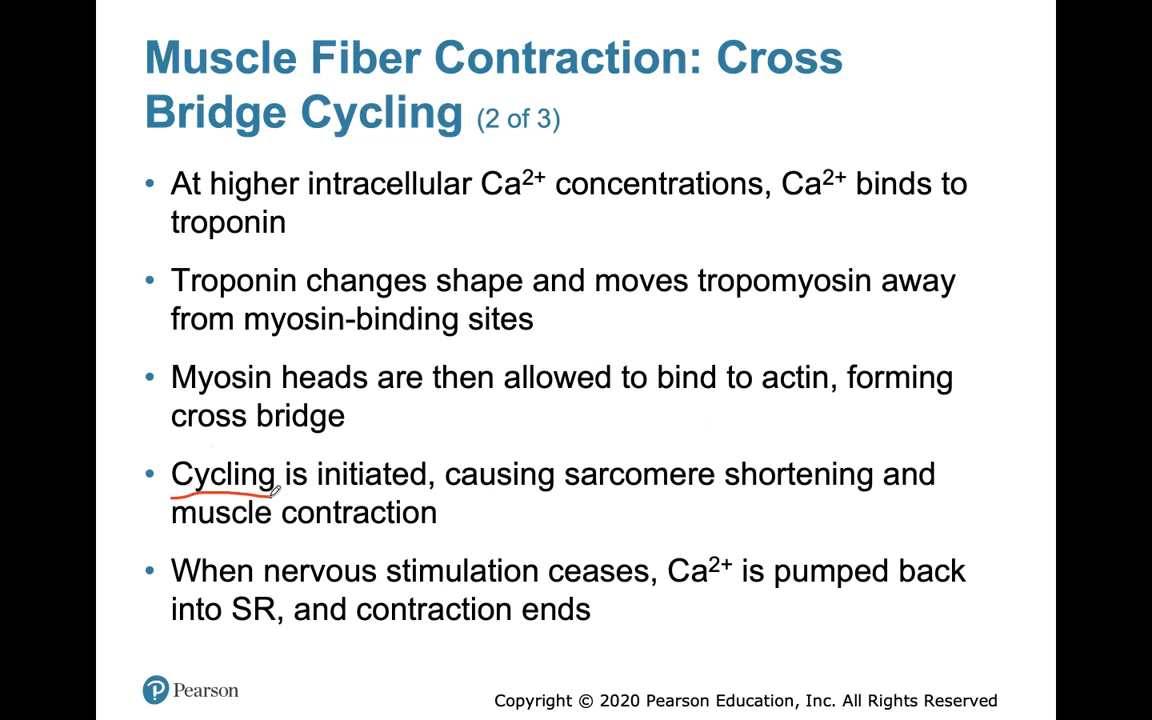 Muscle Fiber Contraction: Cross
Bridge Cycling (2 of 3)
• At higher intracellular Ca²⁺ concentrations, Ca²⁺ binds to
troponin
• Troponin changes shape and moves tropomyosin away
from myosin-binding sites
• Myosin heads are then allowed to bind to actin, forming
cross bridge
• Cycling is initiated, causing sarcomere shortening and
muscle contraction
• When nervous stimulation ceases, Ca²⁺ is pumped back
into SR, and contraction ends
P Pearson
Copyright © 2020 Pearson Education, Inc. All Rights Reserved